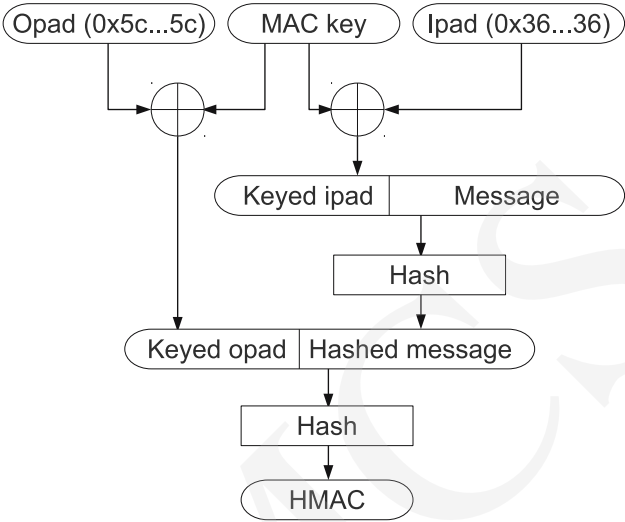 Opad (0x5c...5c) MAC key Ipad (0x36...36)
Keyed ipad Message
Hash
Keyed opad Hashed message
Hash
HMAC